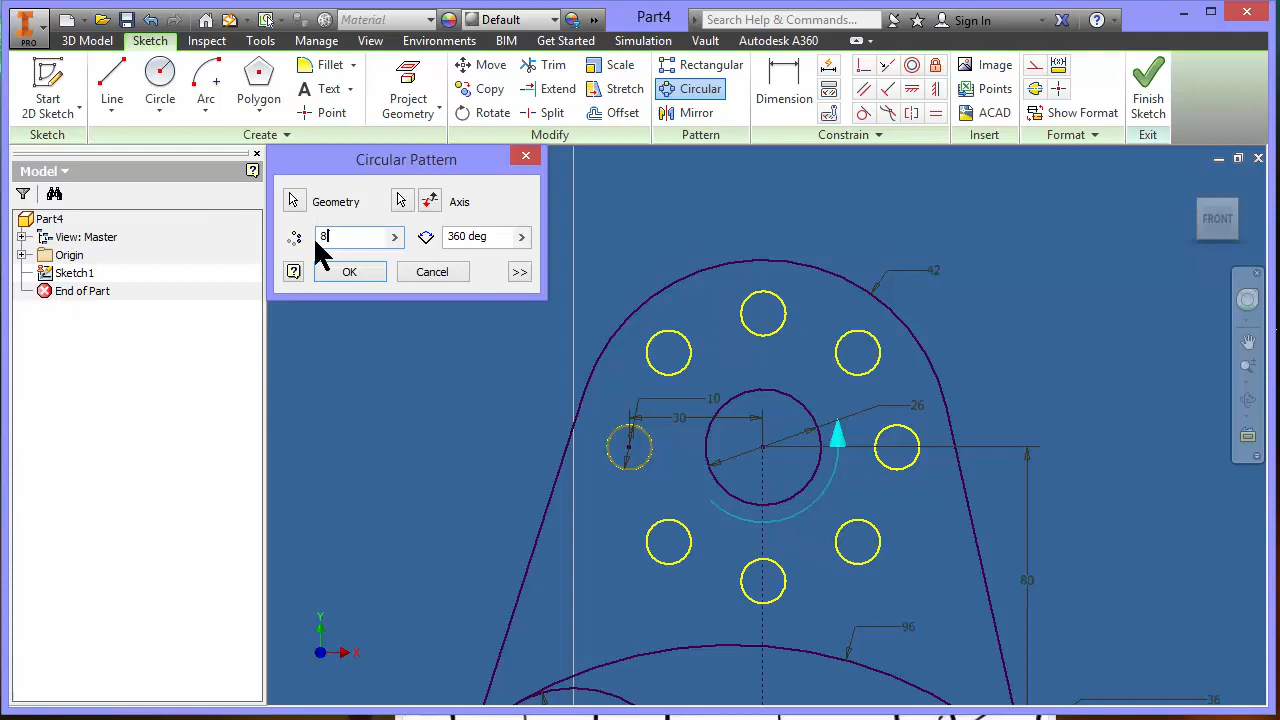 Material
Default
Part4
Search Help & Commands...
Sign In
PRO
3D Model
Sketch
Inspect
Tools
Manage
View
Environments
BIM
Get Started
Simulation
Vault
Autodesk A360
Start
2D Sketch
Line
Circle
Arc
Polygon
Fillet
Text
Point
Project
Geometry
Move
Trim
Scale
Copy
Extend
Stretch
Rotate
Split
Offset
Rectangular
Circular
Mirror
Dimension
Image
Points
ACAD
Show Format
Finish
Sketch
Sketch
Create
Modify
Pattern
Constrain
Insert
Format
Exit
Model
Part4
View: Master
Origin
Sketch1
End of Part
Circular Pattern
Geometry
Axis
8
360 deg
OK
Cancel
>>
FRONT
42
10
30
26
80
96
36
Y
X